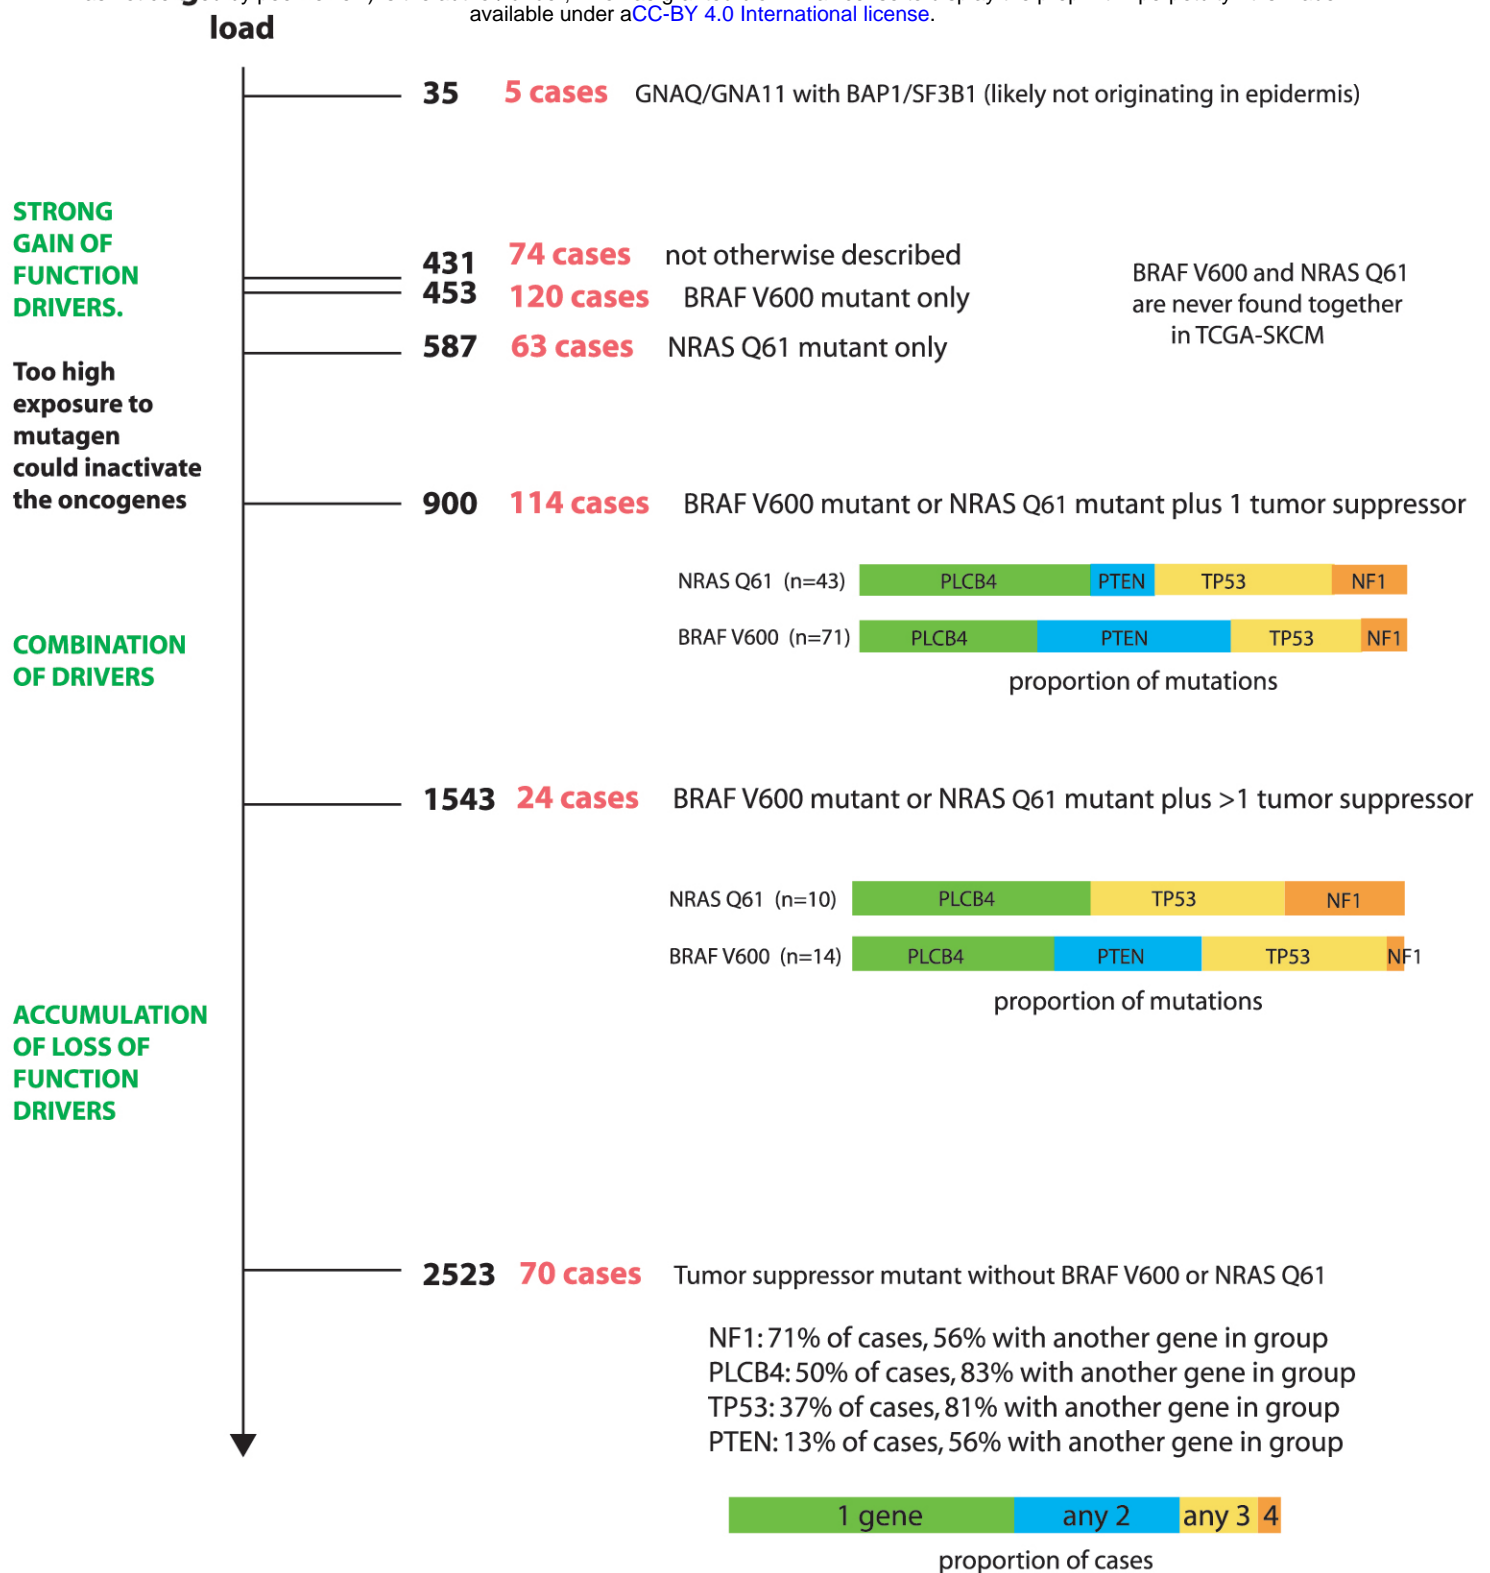 available under aCC-BY 4.0 International license.
load
35 5 cases GNAQ/GNA11 with BAP1/SF3B1 (likely not originating in epidermis)
STRONG
GAIN OF
FUNCTION
DRIVERS.
431 74 cases not otherwise described
453 120 cases BRAF V600 mutant only
587 63 cases NRAS Q61 mutant only
BRAF V600 and NRAS Q61
are never found together
in TCGA-SKCM
Too high
exposure to
mutagen
could inactivate
the oncogenes
900 114 cases BRAF V600 mutant or NRAS Q61 mutant plus 1 tumor suppressor
NRAS Q61 (n=43) PLCB4 PTEN TP53 NF1
BRAF V600 (n=71) PLCB4 PTEN TP53 NF1
proportion of mutations
COMBINATION
OF DRIVERS
1543 24 cases BRAF V600 mutant or NRAS Q61 mutant plus >1 tumor suppressor
NRAS Q61 (n=10) PLCB4 TP53 NF1
BRAF V600 (n=14) PLCB4 PTEN TP53 NF1
proportion of mutations
ACCUMULATION
OF LOSS OF
FUNCTION
DRIVERS
2523 70 cases Tumor suppressor mutant without BRAF V600 or NRAS Q61
NF1: 71% of cases, 56% with another gene in group
PLCB4: 50% of cases, 83% with another gene in group
TP53: 37% of cases, 81% with another gene in group
PTEN: 13% of cases, 56% with another gene in group
1 gene any 2 any 3 4
proportion of cases